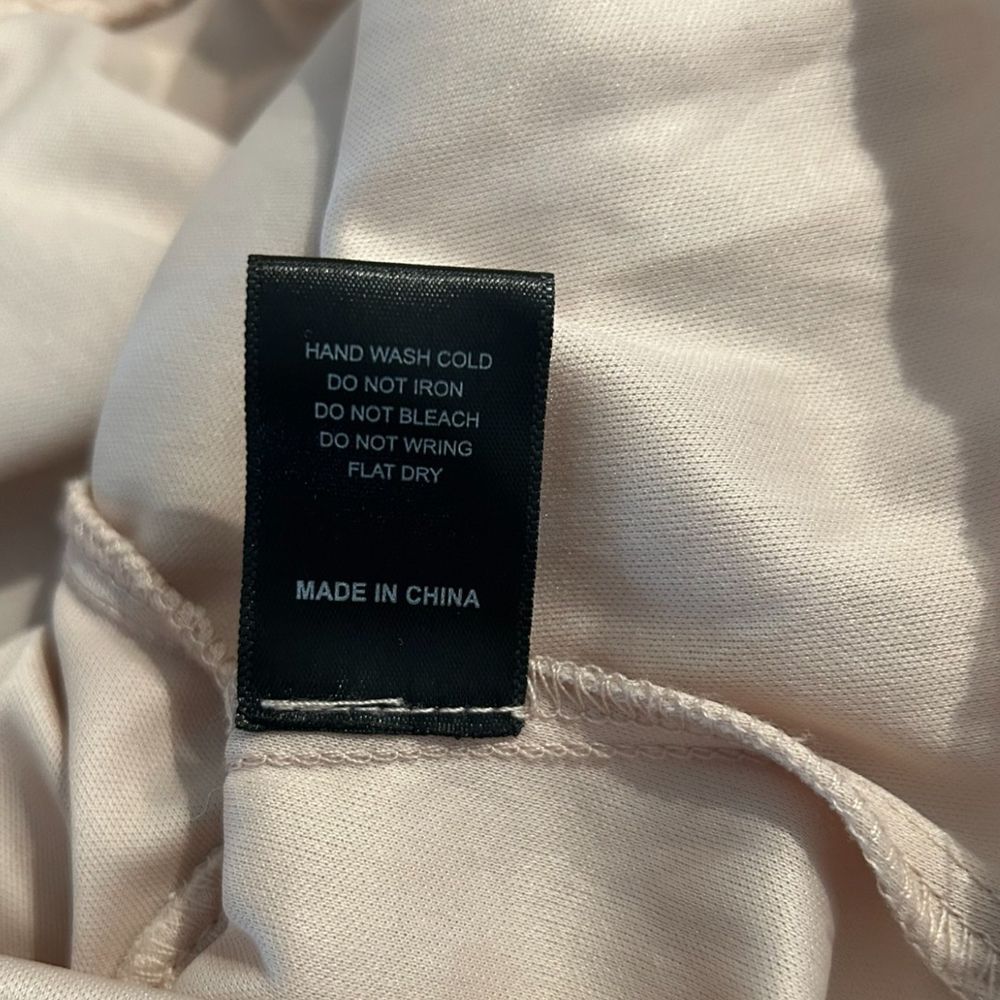 HAND WASH COLD
DO NOT IRON
DO NOT BLEACH
DO NOT WRING
FLAT DRY
MADE IN CHINA